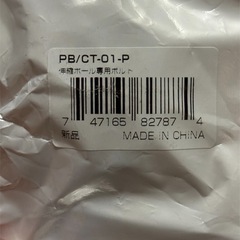 PB/CT-01-P
伸縮ポール専用ボルト
7 47165 82787 4
新品 MADE IN CHINA